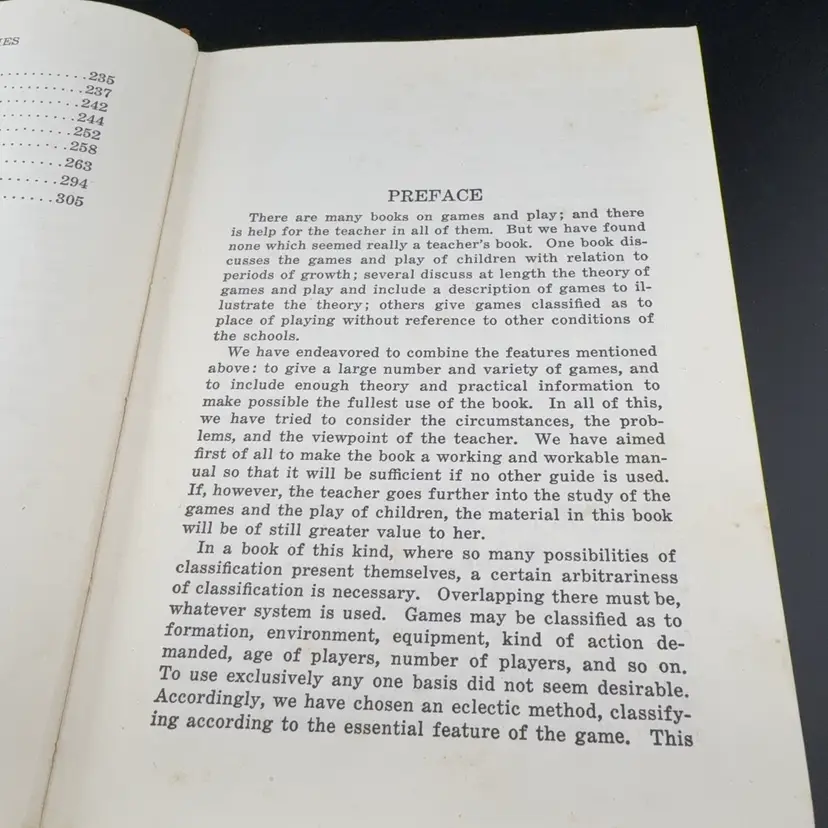 IES
..........235
..........237
..........242
..........244
..........252
..........258
..........263
..........294
..........305
PREFACE
There are many books on games and play; and there
is help for the teacher in all of them. But we have found
none which seemed really a teacher's book. One book dis-
cusses the games and play of children with relation to
periods of growth; several discuss at length the theory of
games and play and include a description of games to il-
lustrate the theory; others give games classified as to
place of playing without reference to other conditions of
the schools.
We have endeavored to combine the features mentioned
above: to give a large number and variety of games, and
to include enough theory and practical information to
make possible the fullest use of the book. In all of this,
we have tried to consider the circumstances, the prob-
lems, and the viewpoint of the teacher. We have aimed
first of all to make the book a working and workable man-
ual so that it will be sufficient if no other guide is used.
If, however, the teacher goes further into the study of the
games and the play of children, the material in this book
will be of still greater value to her.
In a book of this kind, where so many possibilities of
classification present themselves, a certain arbitrariness
of classification is necessary. Overlapping there must be,
whatever system is used. Games may be classified as to
formation, environment, equipment, kind of action de-
manded, age of players, number of players, and so on.
To use exclusively any one basis did not seem desirable.
Accordingly, we have chosen an eclectic method, classify-
ing according to the essential feature of the game. This